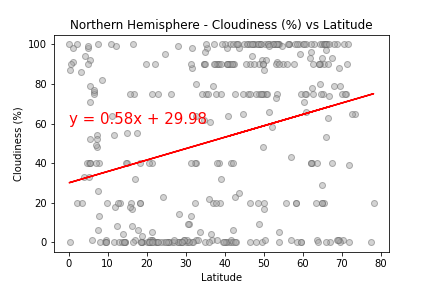 Northern Hemisphere - Cloudiness (%) vs Latitude
100
80
60
40
20
0
Cloudiness (%)
y = 0.58x + 29.98
0 10 20 30 40 50 60 70 80
Latitude